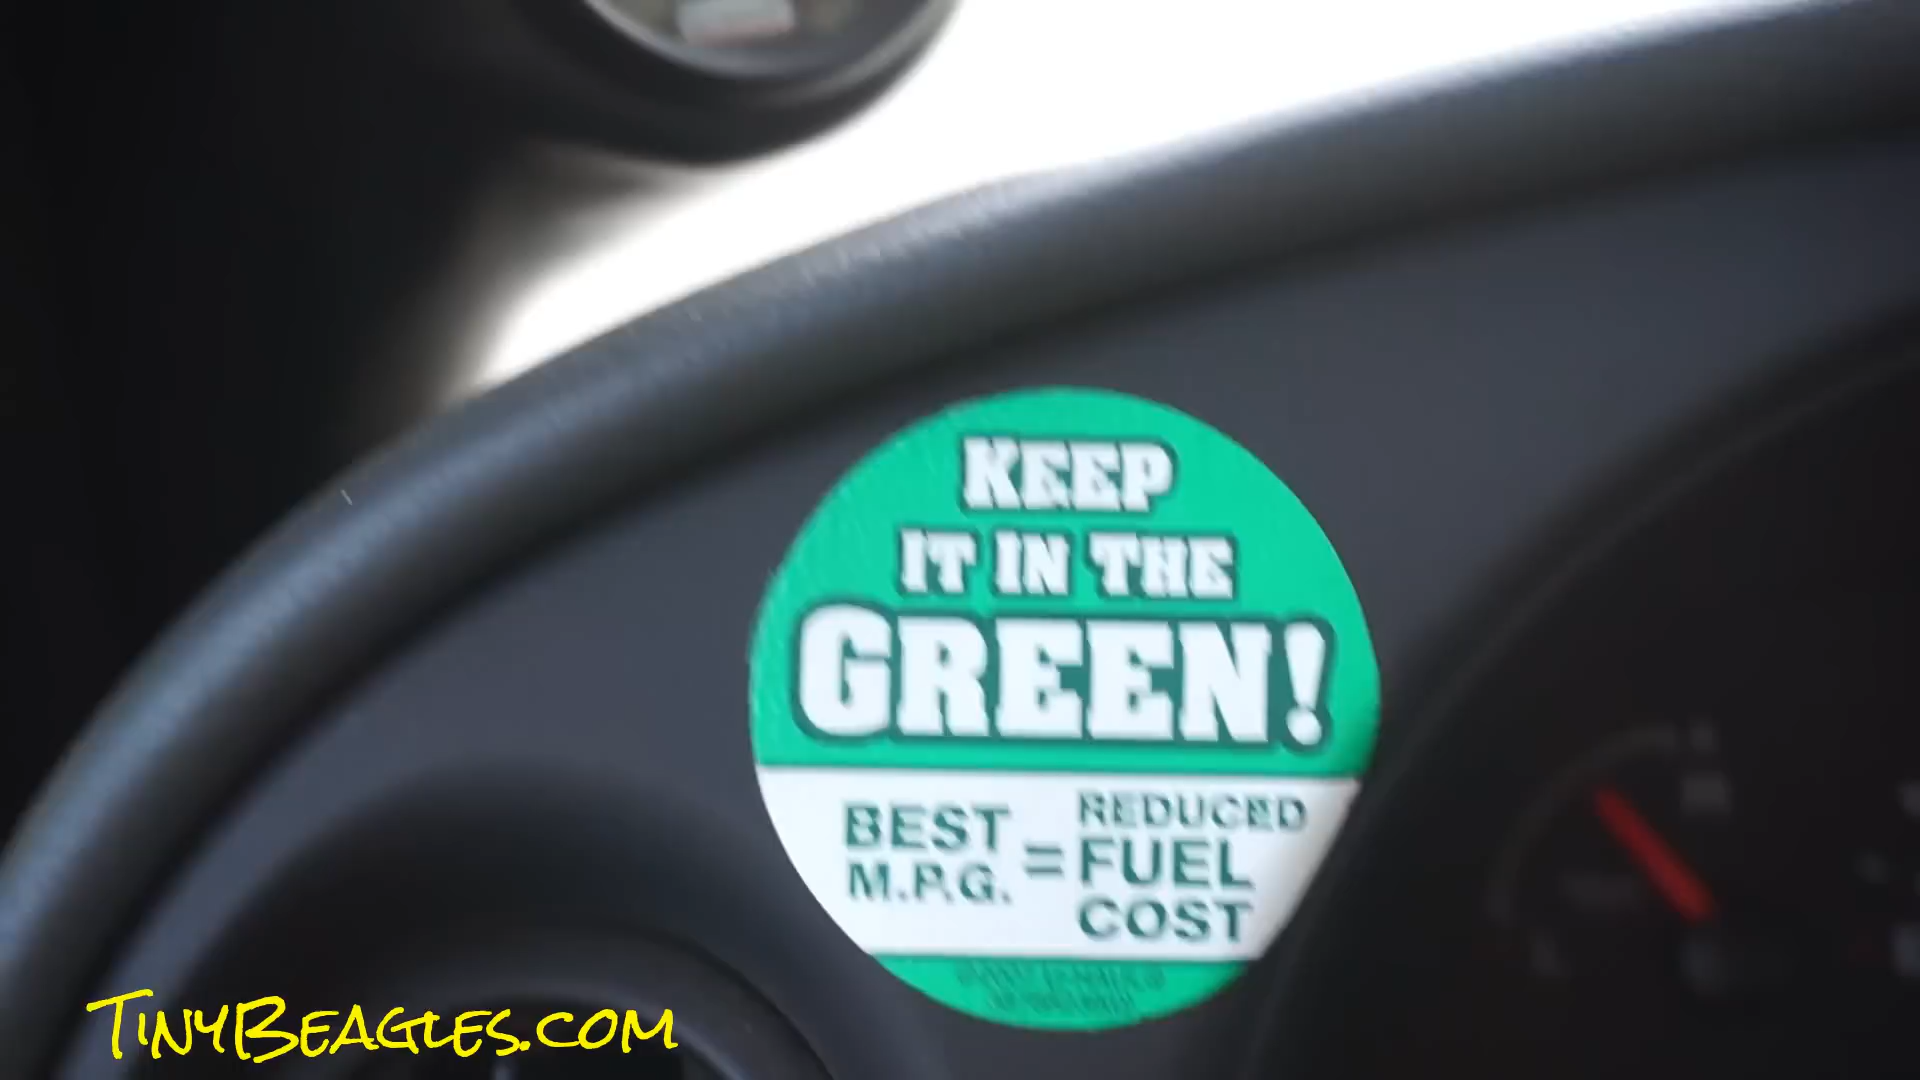 KEEP
IT IN THE
GREEN!
BEST
M.P.G.
=
REDUCED
FUEL
COST
TINYBEAGLES.COM